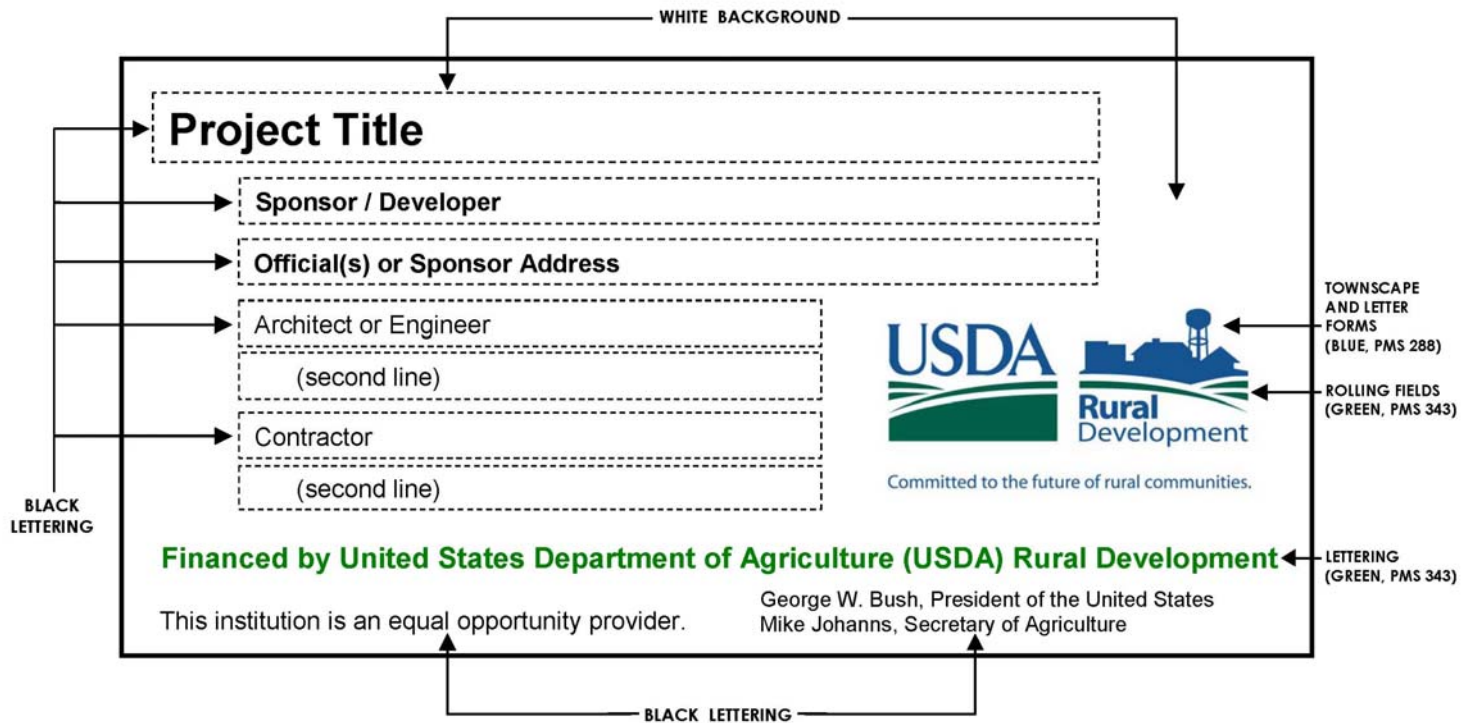 WHITE BACKGROUND
Project Title
Sponsor / Developer
Official(s) or Sponsor Address
Architect or Engineer
(second line)
Contractor
(second line)
BLACK
LETTERING
USDA
Rural
Development
Committed to the future of rural communities.
TOWNSCAPE
AND LETTER
FORMS
(BLUE, PMS 288)
ROLLING FIELDS
(GREEN, PMS 343)
Financed by United States Department of Agriculture (USDA) Rural Development
LETTERING
(GREEN, PMS 343)
This institution is an equal opportunity provider.
George W. Bush, President of the United States
Mike Johanns, Secretary of Agriculture
BLACK LETTERING